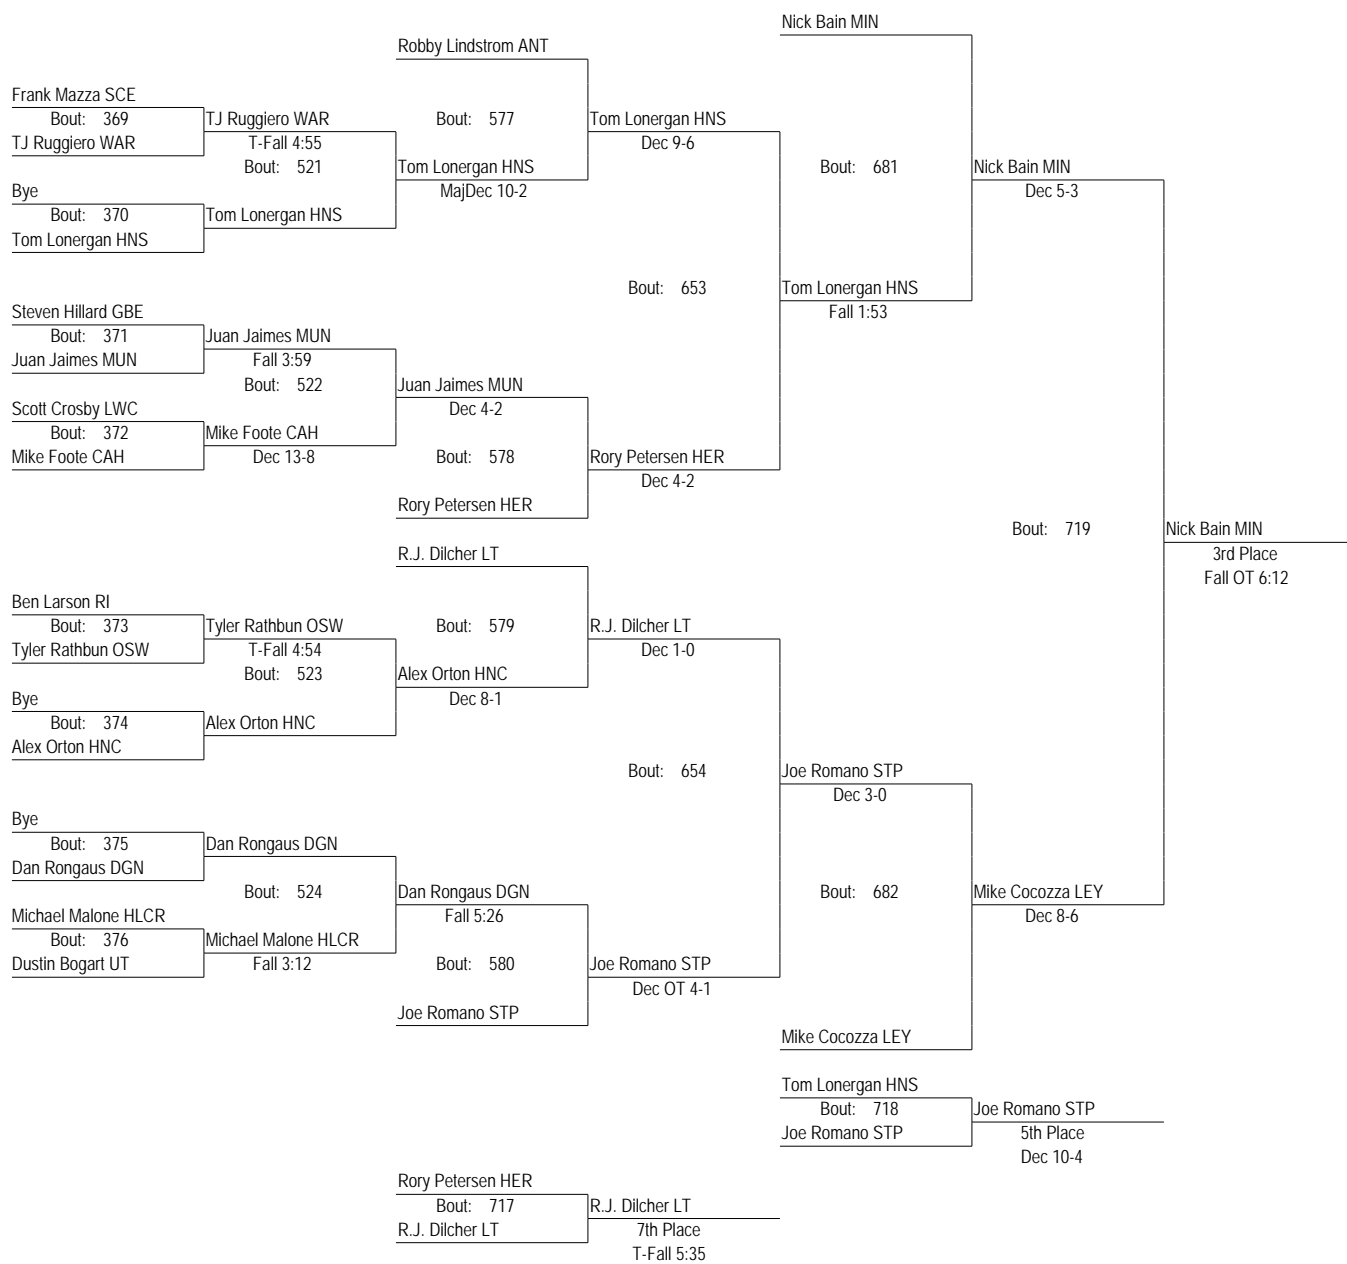 Nick Bain MIN
Robby Lindstrom ANT
Frank Mazza SCE
Bout: 369
TJ Ruggiero WAR
TJ Ruggiero WAR
T-Fall 4:55
Bout: 521
Bout: 577
Tom Lonergan HNS
Dec 9-6
Tom Lonergan HNS
MajDec 10-2
Bout: 681
Nick Bain MIN
Dec 5-3
Bye
Bout: 370
Tom Lonergan HNS
Tom Lonergan HNS
Bout: 653
Tom Lonergan HNS
Fall 1:53
Steven Hillard GBE
Bout: 371
Juan Jaimes MUN
Juan Jaimes MUN
Fall 3:59
Bout: 522
Juan Jaimes MUN
Dec 4-2
Scott Crosby LWC
Bout: 372
Mike Foote CAH
Mike Foote CAH
Dec 13-8
Bout: 578
Rory Petersen HER
Dec 4-2
Rory Petersen HER
Bout: 719
Nick Bain MIN
3rd Place
Fall OT 6:12
R.J. Dilcher LT
Ben Larson RI
Bout: 373
Tyler Rathbun OSW
Tyler Rathbun OSW
T-Fall 4:54
Bout: 523
Bout: 579
R.J. Dilcher LT
Dec 1-0
Alex Orton HNC
Dec 8-1
Bye
Bout: 374
Alex Orton HNC
Alex Orton HNC
Bout: 654
Joe Romano STP
Dec 3-0
Bye
Bout: 375
Dan Rongaus DGN
Dan Rongaus DGN
Bout: 524
Dan Rongaus DGN
Fall 5:26
Bout: 682
Mike Cocozza LEY
Dec 8-6
Michael Malone HLCR
Bout: 376
Dustin Bogart UT
Michael Malone HLCR
Fall 3:12
Bout: 580
Joe Romano STP
Dec OT 4-1
Joe Romano STP
Mike Cocozza LEY
Tom Lonergan HNS
Bout: 718
Joe Romano STP
Joe Romano STP
5th Place
Dec 10-4
Rory Petersen HER
Bout: 717
R.J. Dilcher LT
R.J. Dilcher LT
7th Place
T-Fall 5:35